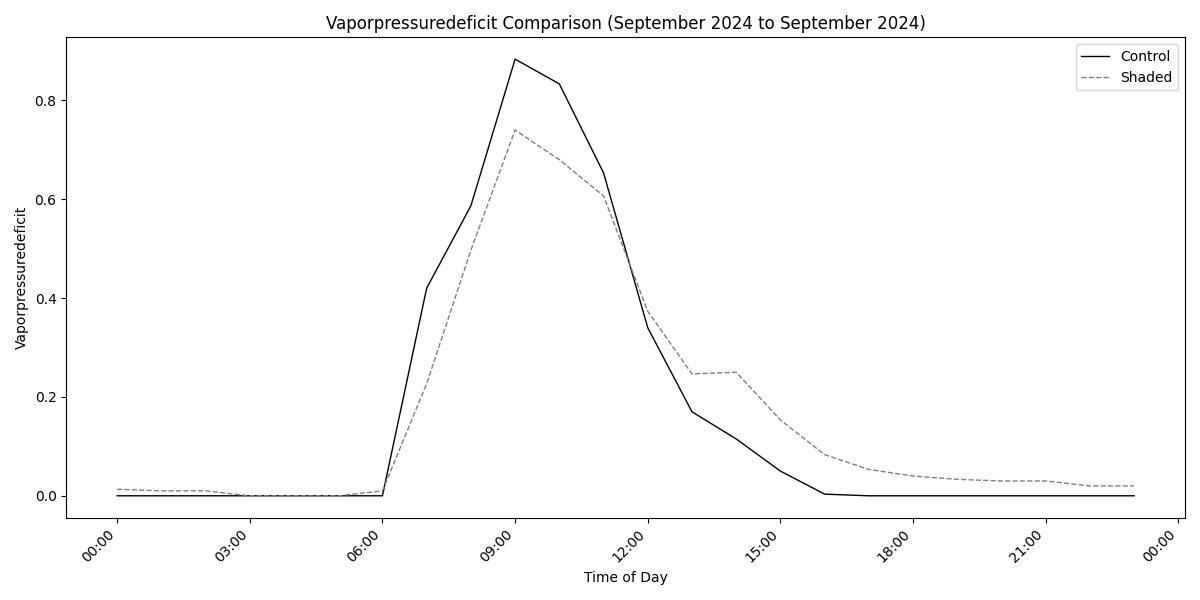 Vaporpressuredeficit Comparison (September 2024 to September 2024)
Control
Shaded
Vaporpressuredeficit
0.8
0.6
0.4
0.2
0.0
00:00 03:00 06:00 09:00 12:00 15:00 18:00 21:00 00:00
Time of Day